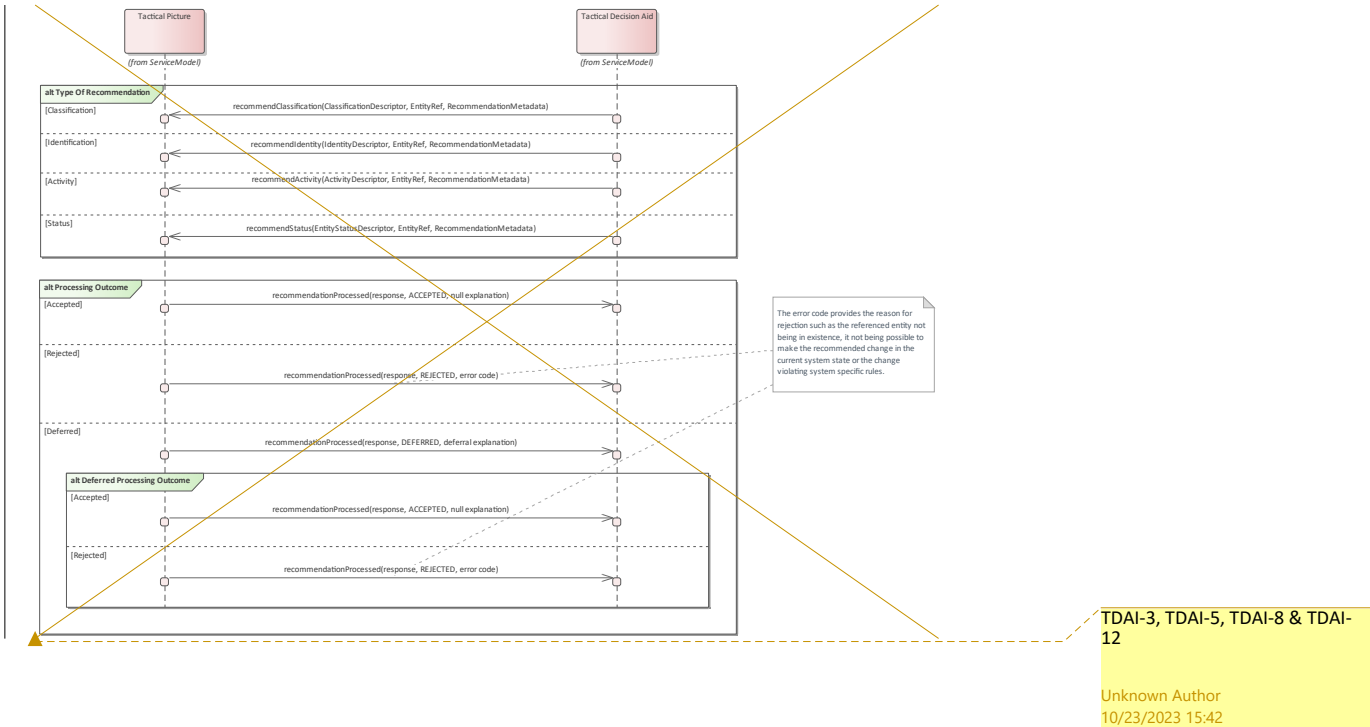 Tactical Picture
Tactical Decision Aid
(from ServiceModel)
(from ServiceModel)
alt Type Of Recommendation
[Classification]
recommendClassification(ClassificationDescriptor, EntityRef, RecommendationMetadata)
[Identification]
recommendIdentity(IdentityDescriptor, EntityRef, RecommendationMetadata)
[Activity]
recommendActivity(ActivityDescriptor, EntityRef, RecommendationMetadata)
[Status]
recommendStatus(EntityStatusDescriptor, EntityRef, RecommendationMetadata)
alt Processing Outcome
[Accepted]
recommendationProcessed(response, ACCEPTED, null explanation)
[Rejected]
recommendationProcessed(response, REJECTED, error code)
The error code provides the reason for
rejection such as the referenced entity not
being in existence, it not being possible to
make the recommended change in the
current system state or the change
violating system specific rules.
[Deferred]
recommendationProcessed(response, DEFERRED, deferral explanation)
alt Deferred Processing Outcome
[Accepted]
recommendationProcessed(response, ACCEPTED, null explanation)
[Rejected]
recommendationProcessed(response, REJECTED, error code)
TDAI-3, TDAI-5, TDAI-8 & TDAI-
12
Unknown Author
10/23/2023 15:42